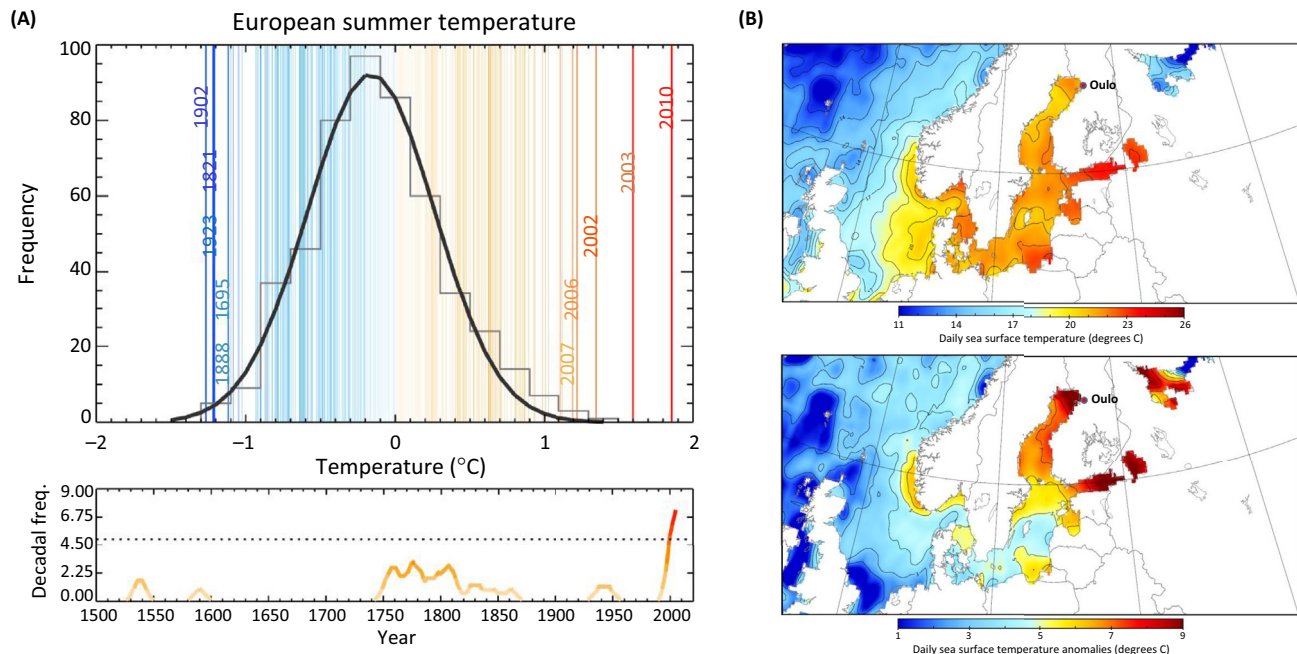 (A)
European summer temperature
Frequency
100
80
60
40
20
0
1902
1821
1923
1695
1888
2010
2003
2002
2006
2007
−2
−1
0
1
2
Temperature (°C)
Decadal freq.
9.00
6.75
4.50
2.25
0.00
1500 1550 1600 1650 1700 1750 1800 1850 1900 1950 2000
Year
(B)
Oulo
11 14 17 20 23 26
Daily sea surface temperature (degrees C)
Oulo
1 3 5 7 9
Daily sea surface temperature anomalies (degrees C)